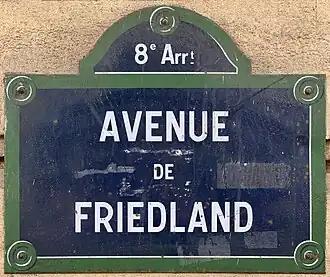 8e Arrt
AVENUE
DE
FRIEDLAND